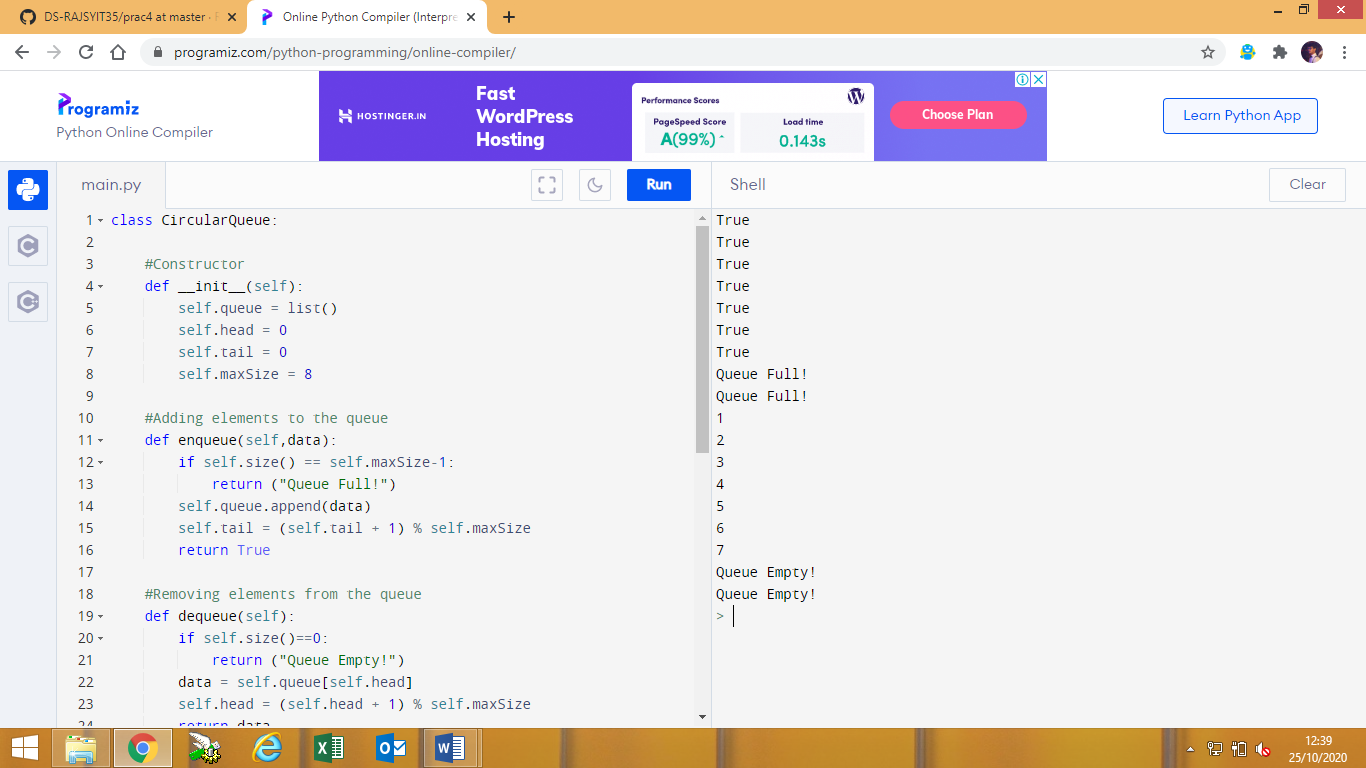 DS-RAJSYIT35/prac4 at master ·
Online Python Compiler (Interpre
programiz.com/python-programming/online-compiler/
Programiz
Python Online Compiler
HOSTINGER.IN
Fast
WordPress
Hosting
Performance Scores
PageSpeed Score
A(99%)
Load time
0.143s
Choose Plan
Learn Python App
main.py
Run
Shell
Clear
1 class CircularQueue:
2
3 #Constructor
4 def __init__(self):
5 self.queue = list()
6 self.head = 0
7 self.tail = 0
8 self.maxSize = 8
9
10 #Adding elements to the queue
11 def enqueue(self,data):
12 if self.size() == self.maxSize-1:
13 return ("Queue Full!")
14 self.queue.append(data)
15 self.tail = (self.tail + 1) % self.maxSize
16 return True
17
18 #Removing elements from the queue
19 def dequeue(self):
20 if self.size()==0:
21 return ("Queue Empty!")
22 data = self.queue[self.head]
23 self.head = (self.head + 1) % self.maxSize
24 return data
True
True
True
True
True
True
True
Queue Full!
Queue Full!
1
2
3
4
5
6
7
Queue Empty!
Queue Empty!
>
12:39
25/10/2020